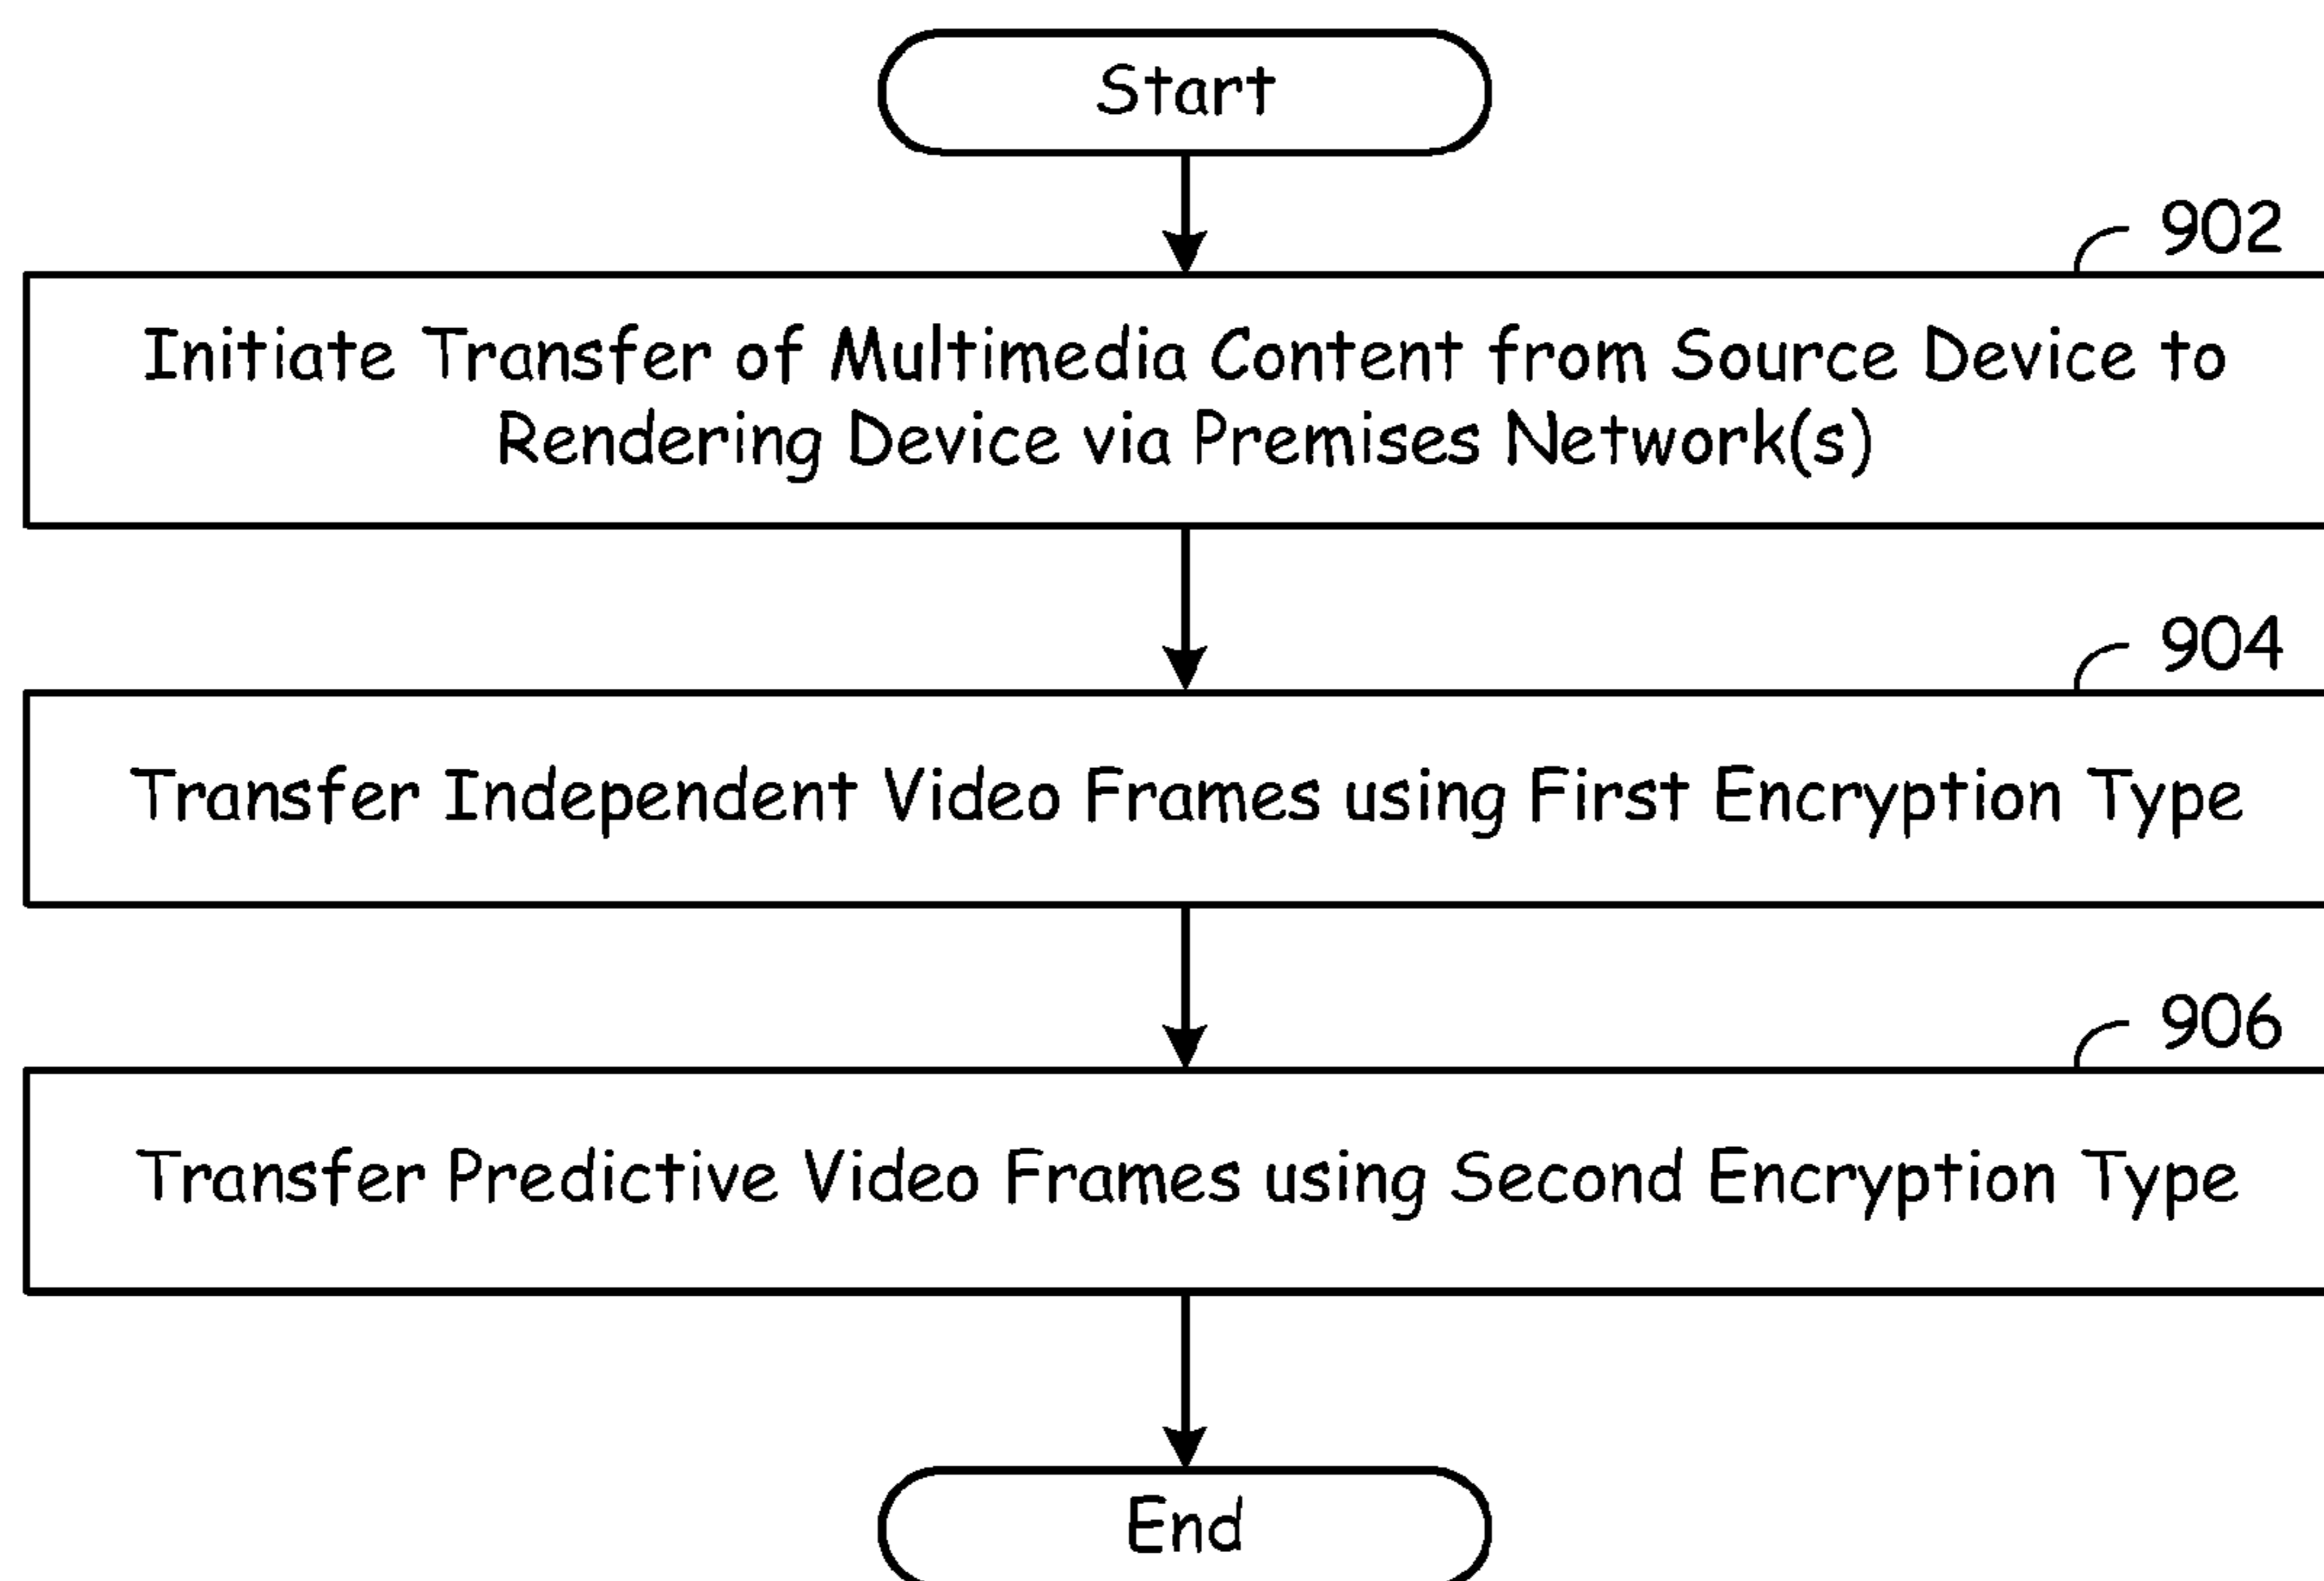 Start
902
Initiate Transfer of Multimedia Content from Source Device to
Rendering Device via Premises Network(s)
904
Transfer Independent Video Frames using First Encryption Type
906
Transfer Predictive Video Frames using Second Encryption Type
End